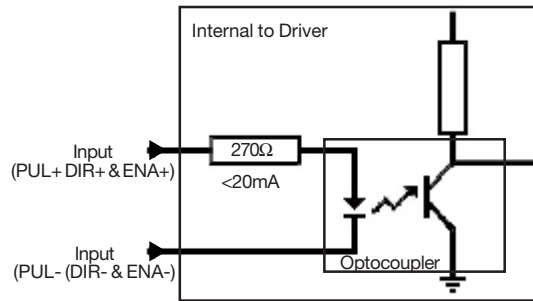 Internal to Driver
Input
(PUL+ DIR+ & ENA+)
270Ω
<20mA
Input
(PUL- (DIR- & ENA-)
Optocoupler